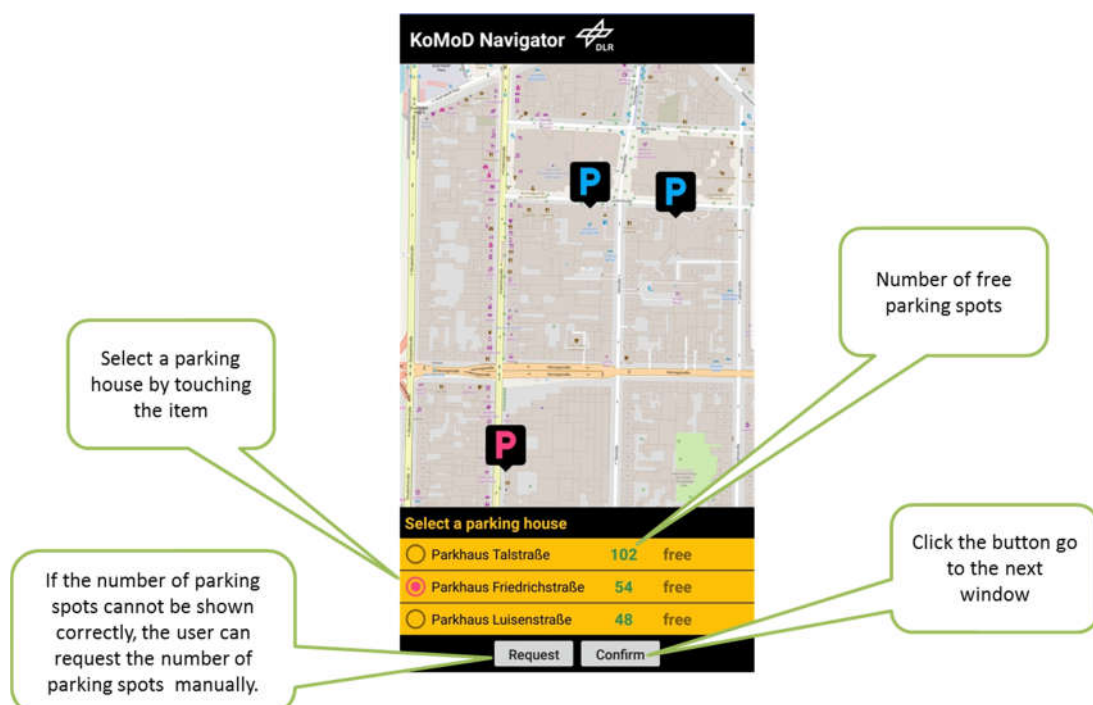 KoMoD Navigator
DLR
P
P
P
Number of free
parking spots
Select a parking
house by touching
the item
Select a parking house
Parkhaus Talstraße 102 free
Parkhaus Friedrichstraße 54 free
Parkhaus Luisenstraße 48 free
Request Confirm
Click the button go
to the next
window
If the number of parking
spots cannot be shown
correctly, the user can
request the number of
parking spots manually.